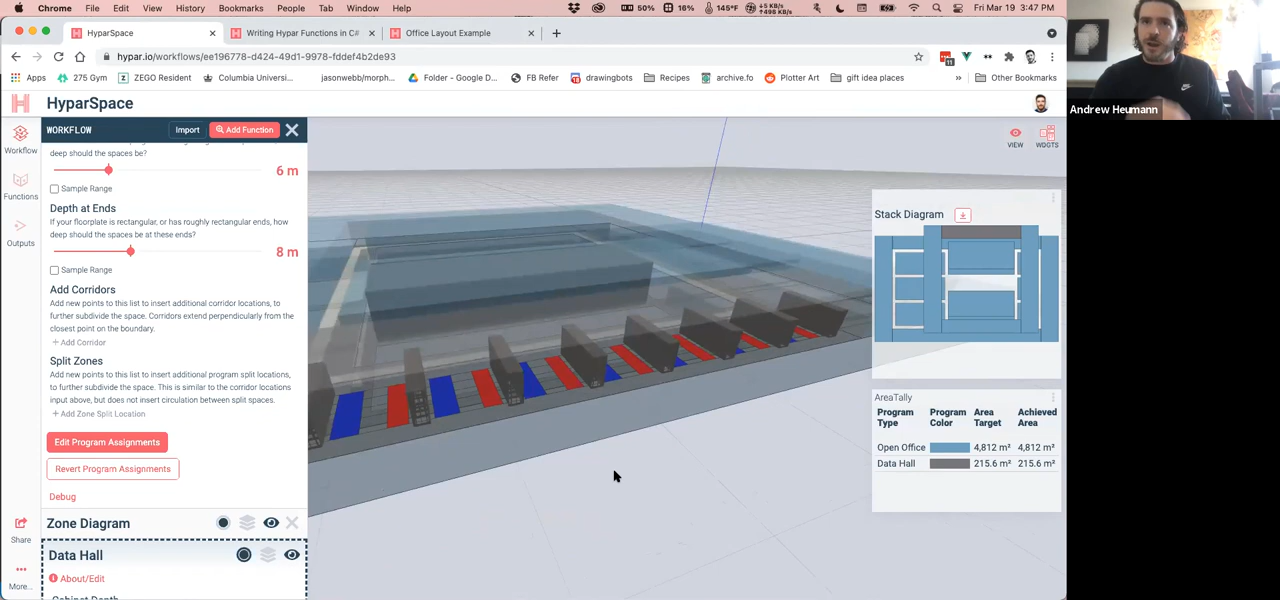 Chrome File Edit View History Bookmarks People Tab Window Help 50% 16% 145°F Fri Mar 19 3:47 PM
HyparSpace Writing Hypar Functions in C# Office Layout Example
hypar.io/workflows/ee196778-d424-49d1-9978-fddef4b2de93
Apps 275 Gym ZEGO Resident Columbia Universi... jasonweb/morph... Folder - Google D... FB Refer drawingbots Recipes archive.fo Plotter Art gift idea places » Other Bookmarks
Andrew Heumann
HyparSpace
WORKFLOW Import Add Function
Workflow
Functions
Outputs
Share
More...
deep should the spaces be?
6 m
Sample Range
Depth at Ends
If your floorplate is rectangular, or has roughly rectangular ends, how
deep should the spaces be at these ends?
8 m
Sample Range
Add Corridors
Add new points to this list to insert additional corridor locations, to
further subdivide the space. Corridors extend perpendicularly from the
closest point on the boundary.
+ Add Corridor
Split Zones
Add new points to this list to insert additional program split locations,
to further subdivide the space. This is similar to the corridor locations
input above, but does not insert circulation between split spaces.
+ Add Zone Split Location
Edit Program Assignments
Revert Program Assignments
Debug
Zone Diagram
Data Hall
About/Edit
Cabinet Depth
VIEW WDGTS
Stack Diagram
AreaTally
Program Type Program Color Area Target Achieved Area
Open Office 4,812 m² 4,812 m²
Data Hall 215.6 m² 215.6 m²